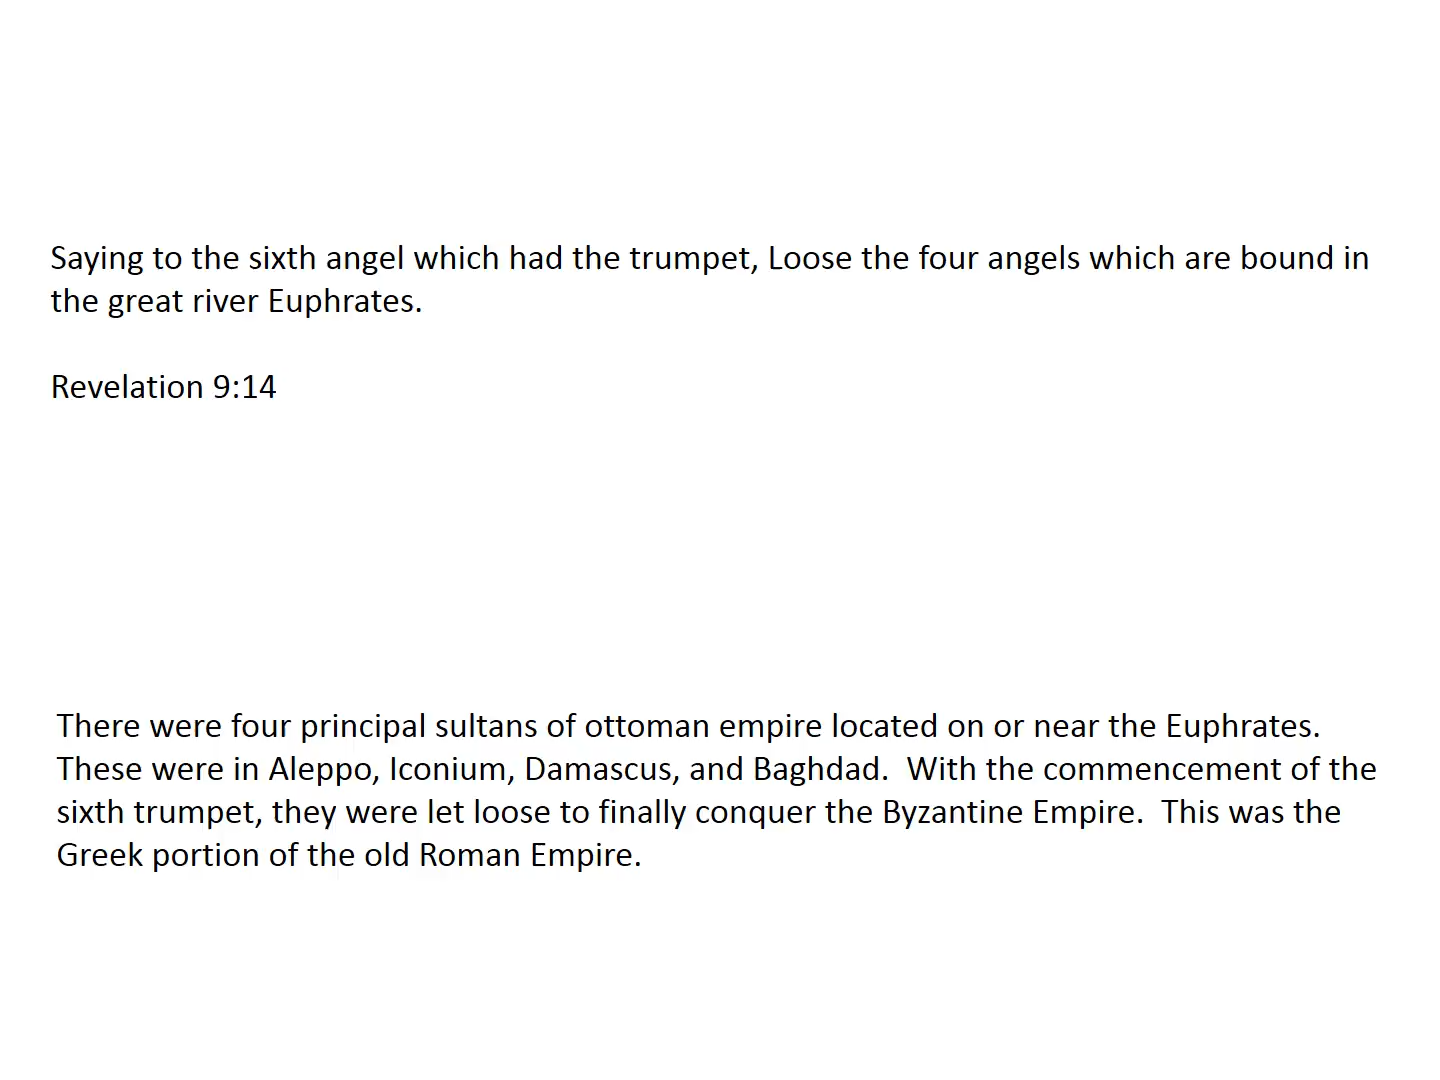 Saying to the sixth angel which had the trumpet, Loose the four angels which are bound in
the great river Euphrates.
Revelation 9:14
There were four principal sultans of ottoman empire located on or near the Euphrates.
These were in Aleppo, Iconium, Damascus, and Baghdad.  With the commencement of the
sixth trumpet, they were let loose to finally conquer the Byzantine Empire.  This was the
Greek portion of the old Roman Empire.